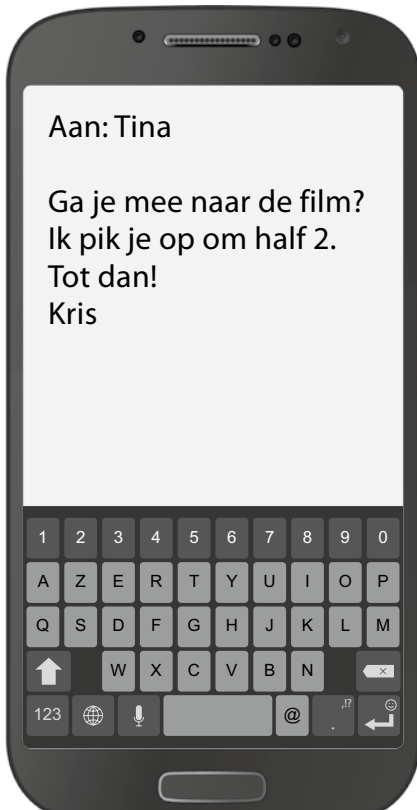 Aan: Tina
Ga je mee naar de film?
Ik pik je op om half 2.
Tot dan!
Kris
1 2 3 4 5 6 7 8 9 0
A Z E R T Y U I O P
Q S D F G H J K L M
W X C V B N
123 @ . ,!?